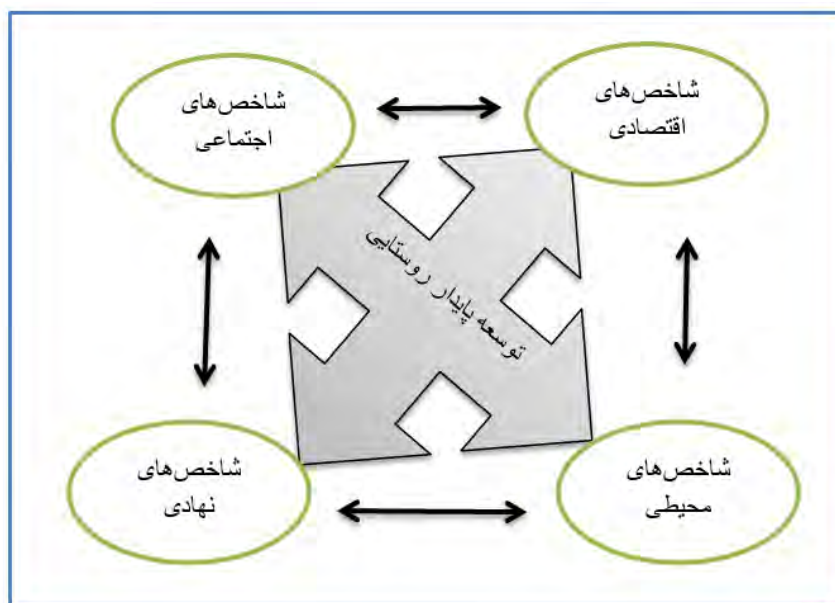 شاخص‌های
اقتصادی
شاخص‌های
اجتماعی
توسعه پایدار روستایی
شاخص‌های
محیطی
شاخص‌های
نهادی